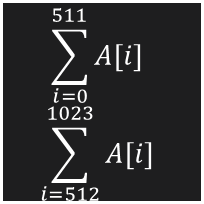 511
∑ A[i]
i=0
1023
∑ A[i]
i=512